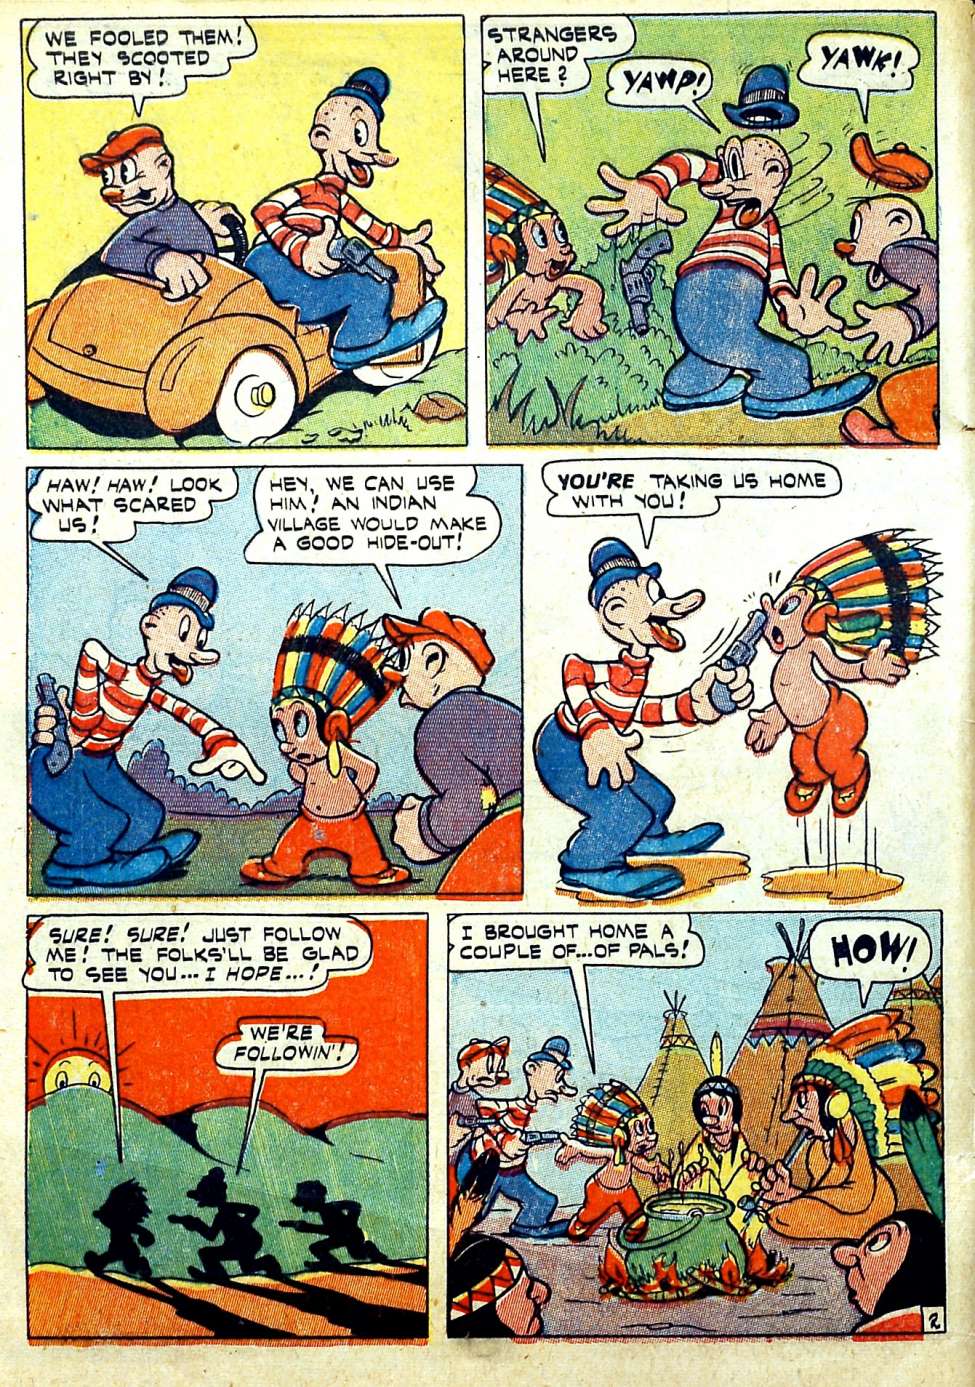 WE FOOLED THEM!
THEY SCOOTED
RIGHT BY!
STRANGERS
AROUND
HERE?
YAWP!
YAWK!
HAW! HAW! LOOK
WHAT SCARED
US!
HEY, WE CAN USE
HIM! AN INDIAN
VILLAGE WOULD MAKE
A GOOD HIDE-OUT!
YOU'RE TAKING US HOME
WITH YOU!
SURE! SURE! JUST FOLLOW
ME! THE FOLKS'LL BE GLAD
TO SEE YOU... I HOPE...!
WE'RE
FOLLOWIN'!
I BROUGHT HOME A
COUPLE OF...OF PALS!
HOW!
2